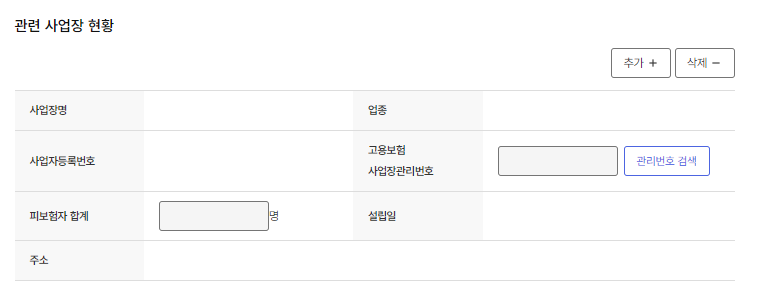 관련 사업장 현황
추가 + 삭제 −
사업장명 업종
사업자등록번호 고용보험
사업장관리번호 관리번호 검색
피보험자 합계 명 설립일
주소